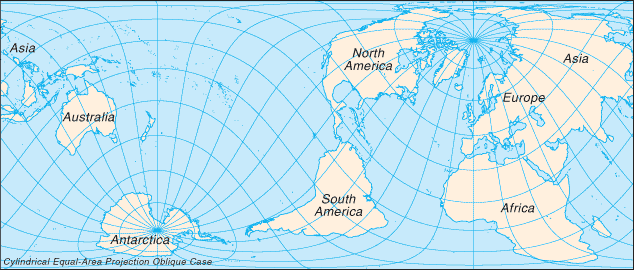 Asia
North
America
Asia
Europe
Australia
South
America
Africa
Antarctica
Cylindrical Equal-Area Projection Oblique Case